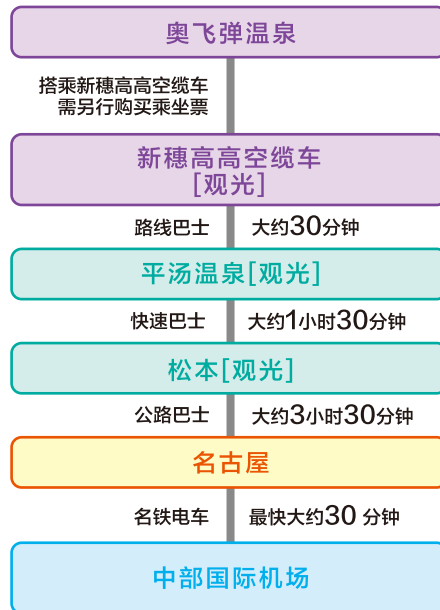 奥飞弹温泉
搭乘新穗高高空缆车
需另行购买乘坐票
新穗高高空缆车
[观光]
路线巴士 大约30分钟
平汤温泉[观光]
快速巴士 大约1小时30分钟
松本[观光]
公路巴士 大约3小时30分钟
名古屋
名铁电车 最快大约30 分钟
中部国际机场